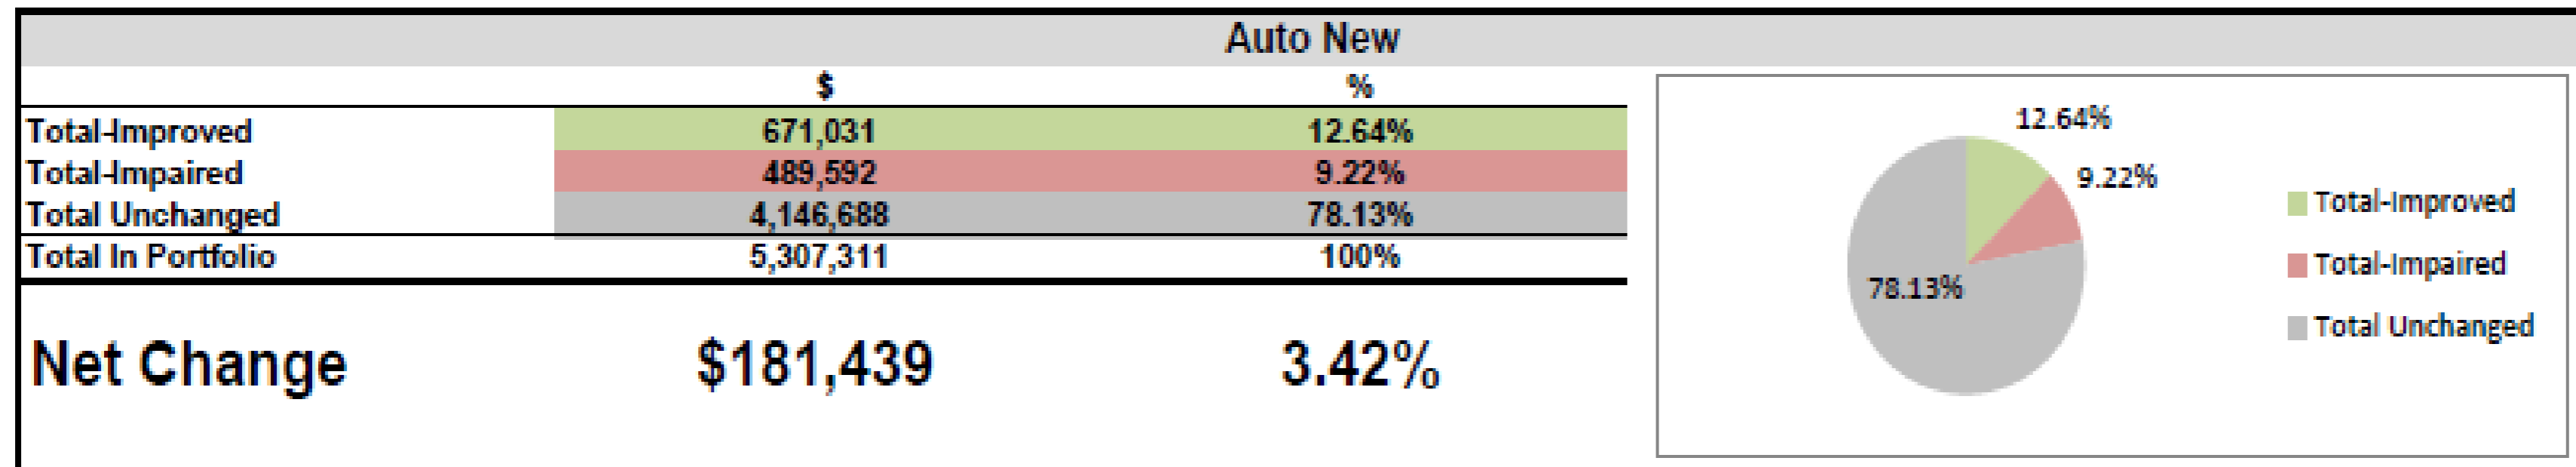 Auto New
$ %
Total-Improved 671,031 12.64%
Total-Impaired 489,592 9.22%
Total Unchanged 4,146,688 78.13%
Total In Portfolio 5,307,311 100%
Net Change $181,439 3.42%
12.64%
9.22%
78.13%
Total-Improved
Total-Impaired
Total Unchanged